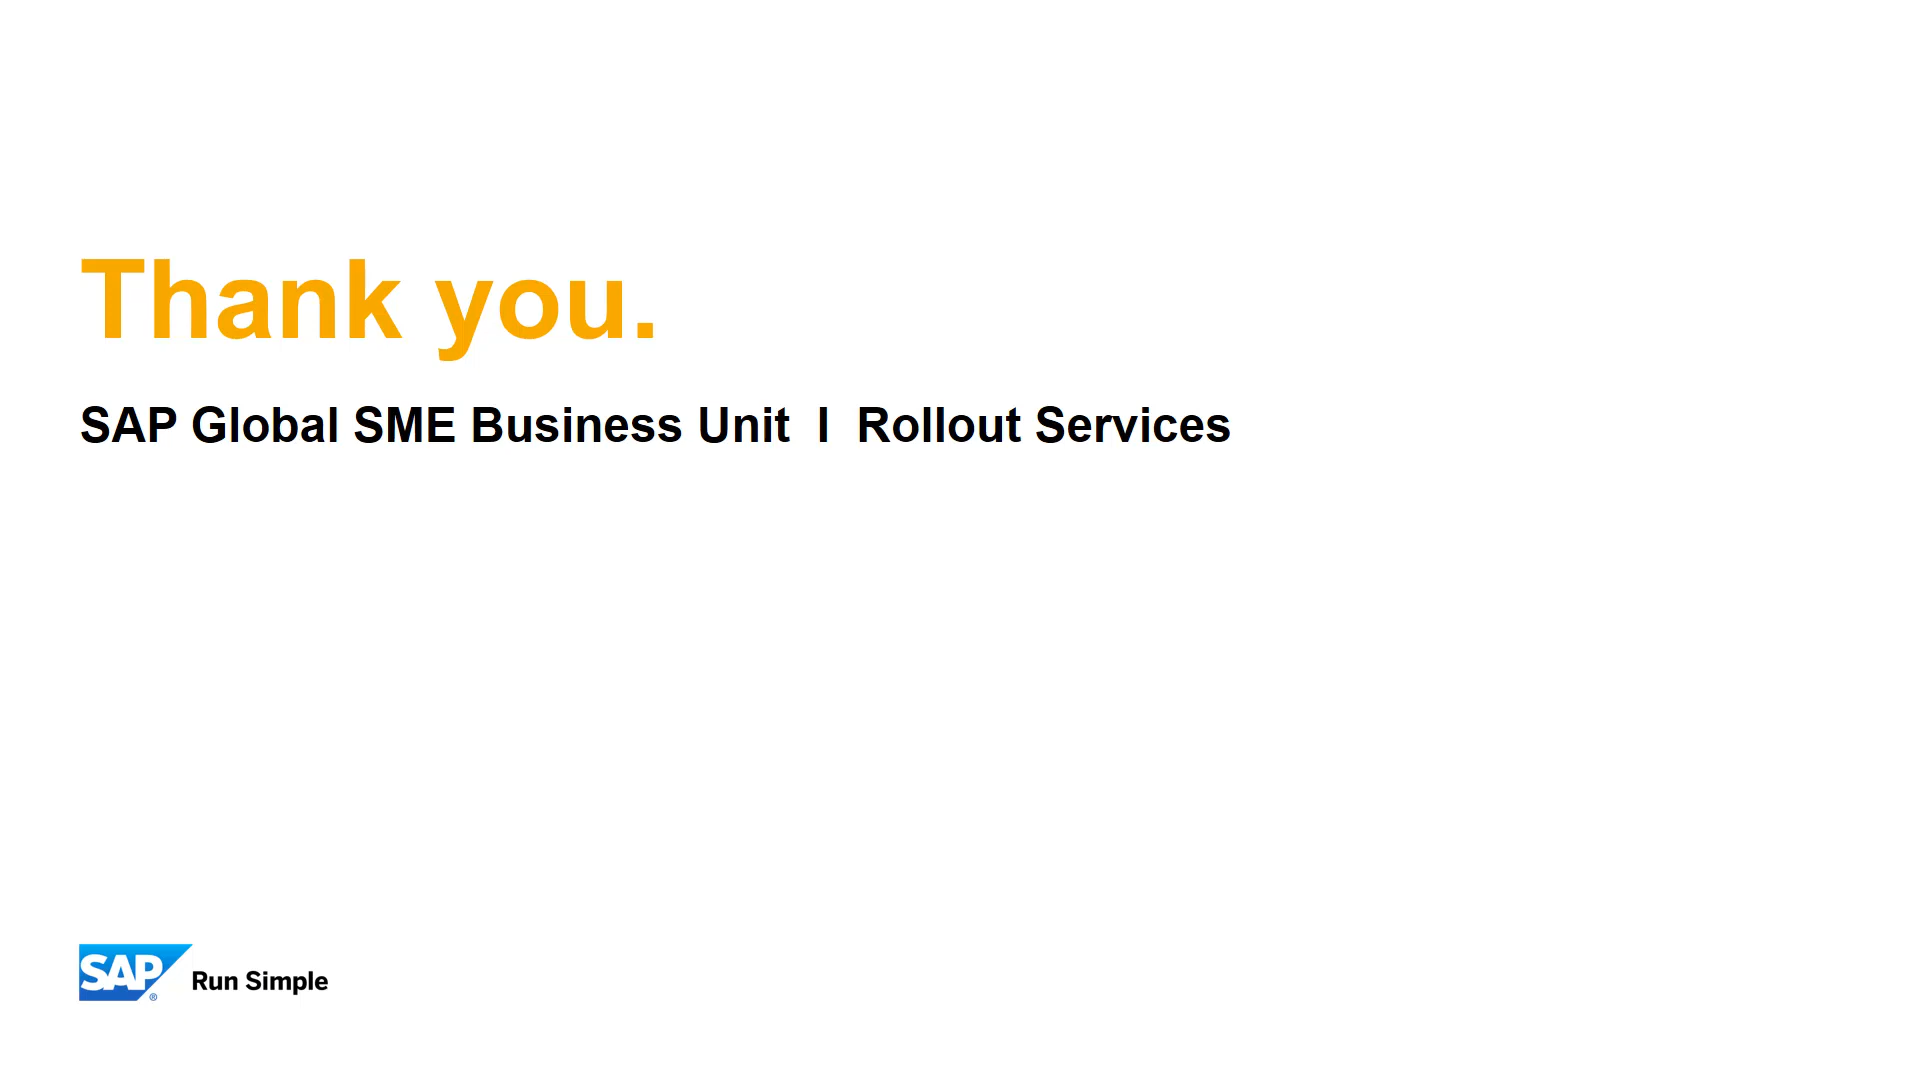 Thank you.
SAP Global SME Business Unit I Rollout Services
SAP® Run Simple